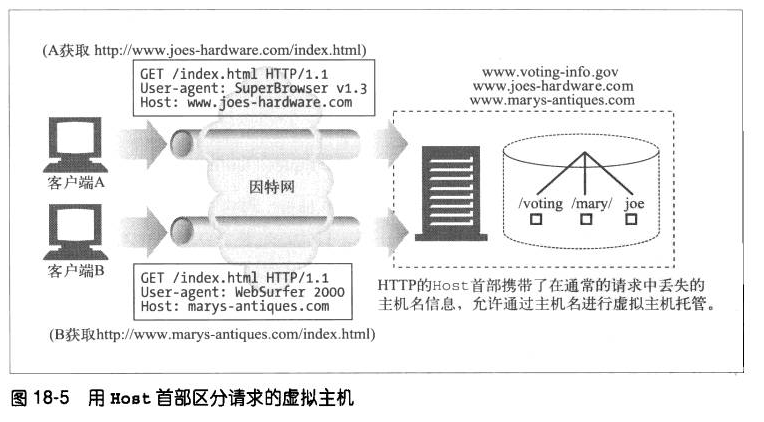 (A获取 http://www.joes-hardware.com/index.html)
GET /index.html HTTP/1.1
User-agent: SuperBrowser v1.3
Host: www.joes-hardware.com
www.voting-info.gov
www.joes-hardware.com
www.marys-antiques.com
客户端A
因特网
/voting /mary/ joe
客户端B
GET /index.html HTTP/1.1
User-agent: WebSurfer 2000
Host: marys-antiques.com
(B获取http://www.marys-antiques.com/index.html)
HTTP的Host首部携带了在通常的请求中丢失的
主机名信息，允许通过主机名进行虚拟主机托管。
图 18-5 用 Host 首部区分请求的虚拟主机